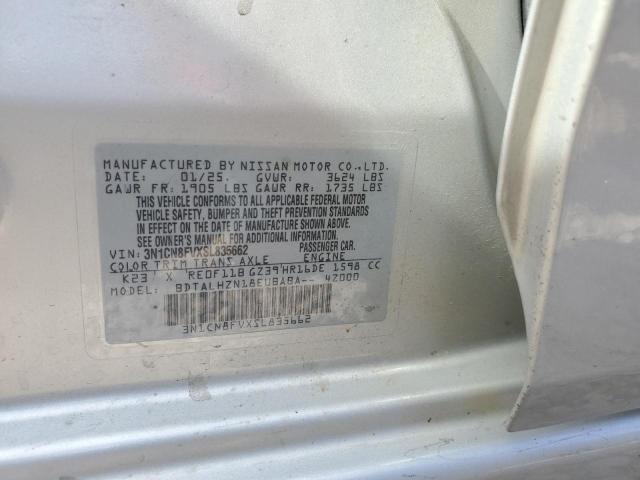 MANUFACTURED BY NISSAN MOTOR CO.,LTD.
DATE: 01/25. GVWR: 3624 LBS
GAWR FR: 1905 LBS GAWR RR: 1735 LBS
THIS VEHICLE CONFORMS TO ALL APPLICABLE FEDERAL MOTOR
VEHICLE SAFETY, BUMPER AND THEFT PREVENTION STANDARDS
IN EFFECT ON THE DATE OF MANUFACTURE SHOWN ABOVE.
SEE OWNER'S MANUAL FOR ADDITIONAL INFORMATION
VIN: 3N1CN8FVXSL835662 PASSENGER CAR.
COLOR TRIM TRANS AXLE ENGINE
K23 X RE0F11B GZ39 HR16DE 1598 CC
MODEL: BDTALHZN18EUBABA-- 42000
3N1CN8FVXSL835662